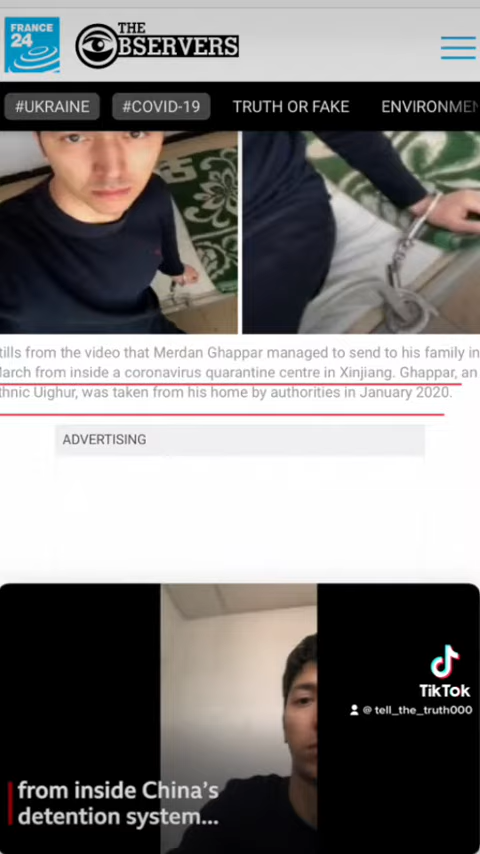 FRANCE
24
THE
OBSERVERS
#UKRAINE #COVID-19 TRUTH OR FAKE ENVIRONMEN
tills from the video that Merdan Ghappar managed to send to his family in
March from inside a coronavirus quarantine centre in Xinjiang. Ghappar, an
thnic Uighur, was taken from his home by authorities in January 2020.
ADVERTISING
TikTok
@ tell_the_truth000
from inside China's
detention system...